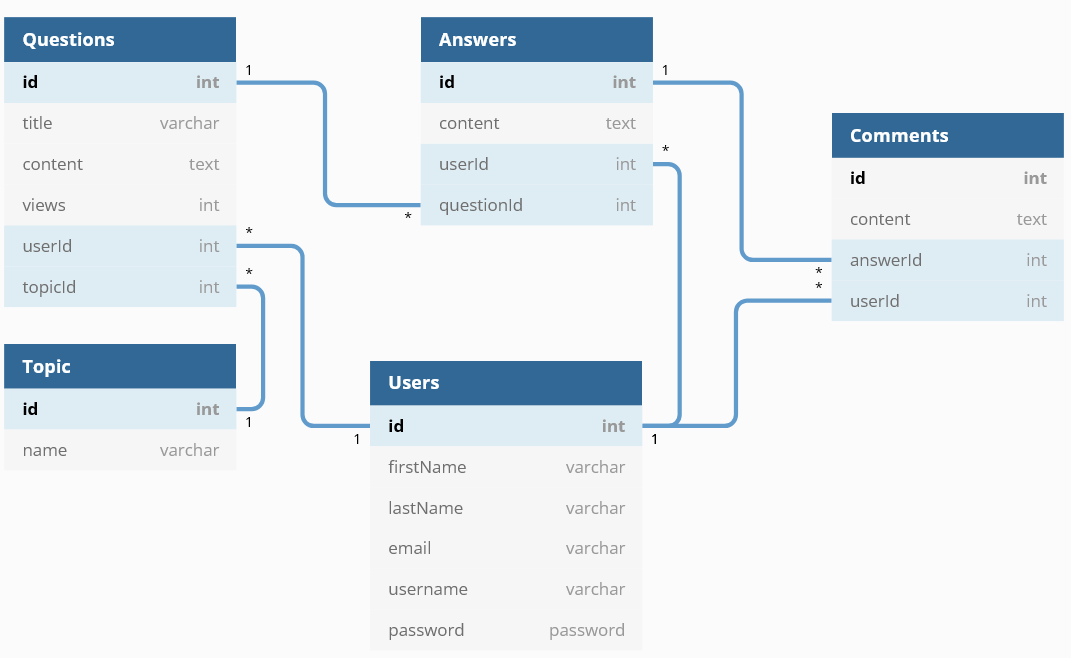 Questions
id int
title varchar
content text
views int
userId int
topicId int
1
*
*
Answers
id int
content text
userId int
questionId int
1
*
*
Comments
id int
content text
answerId int
userId int
*
*
Topic
id int
name varchar
1
Users
id int
firstName varchar
lastName varchar
email varchar
username varchar
password password
1
1